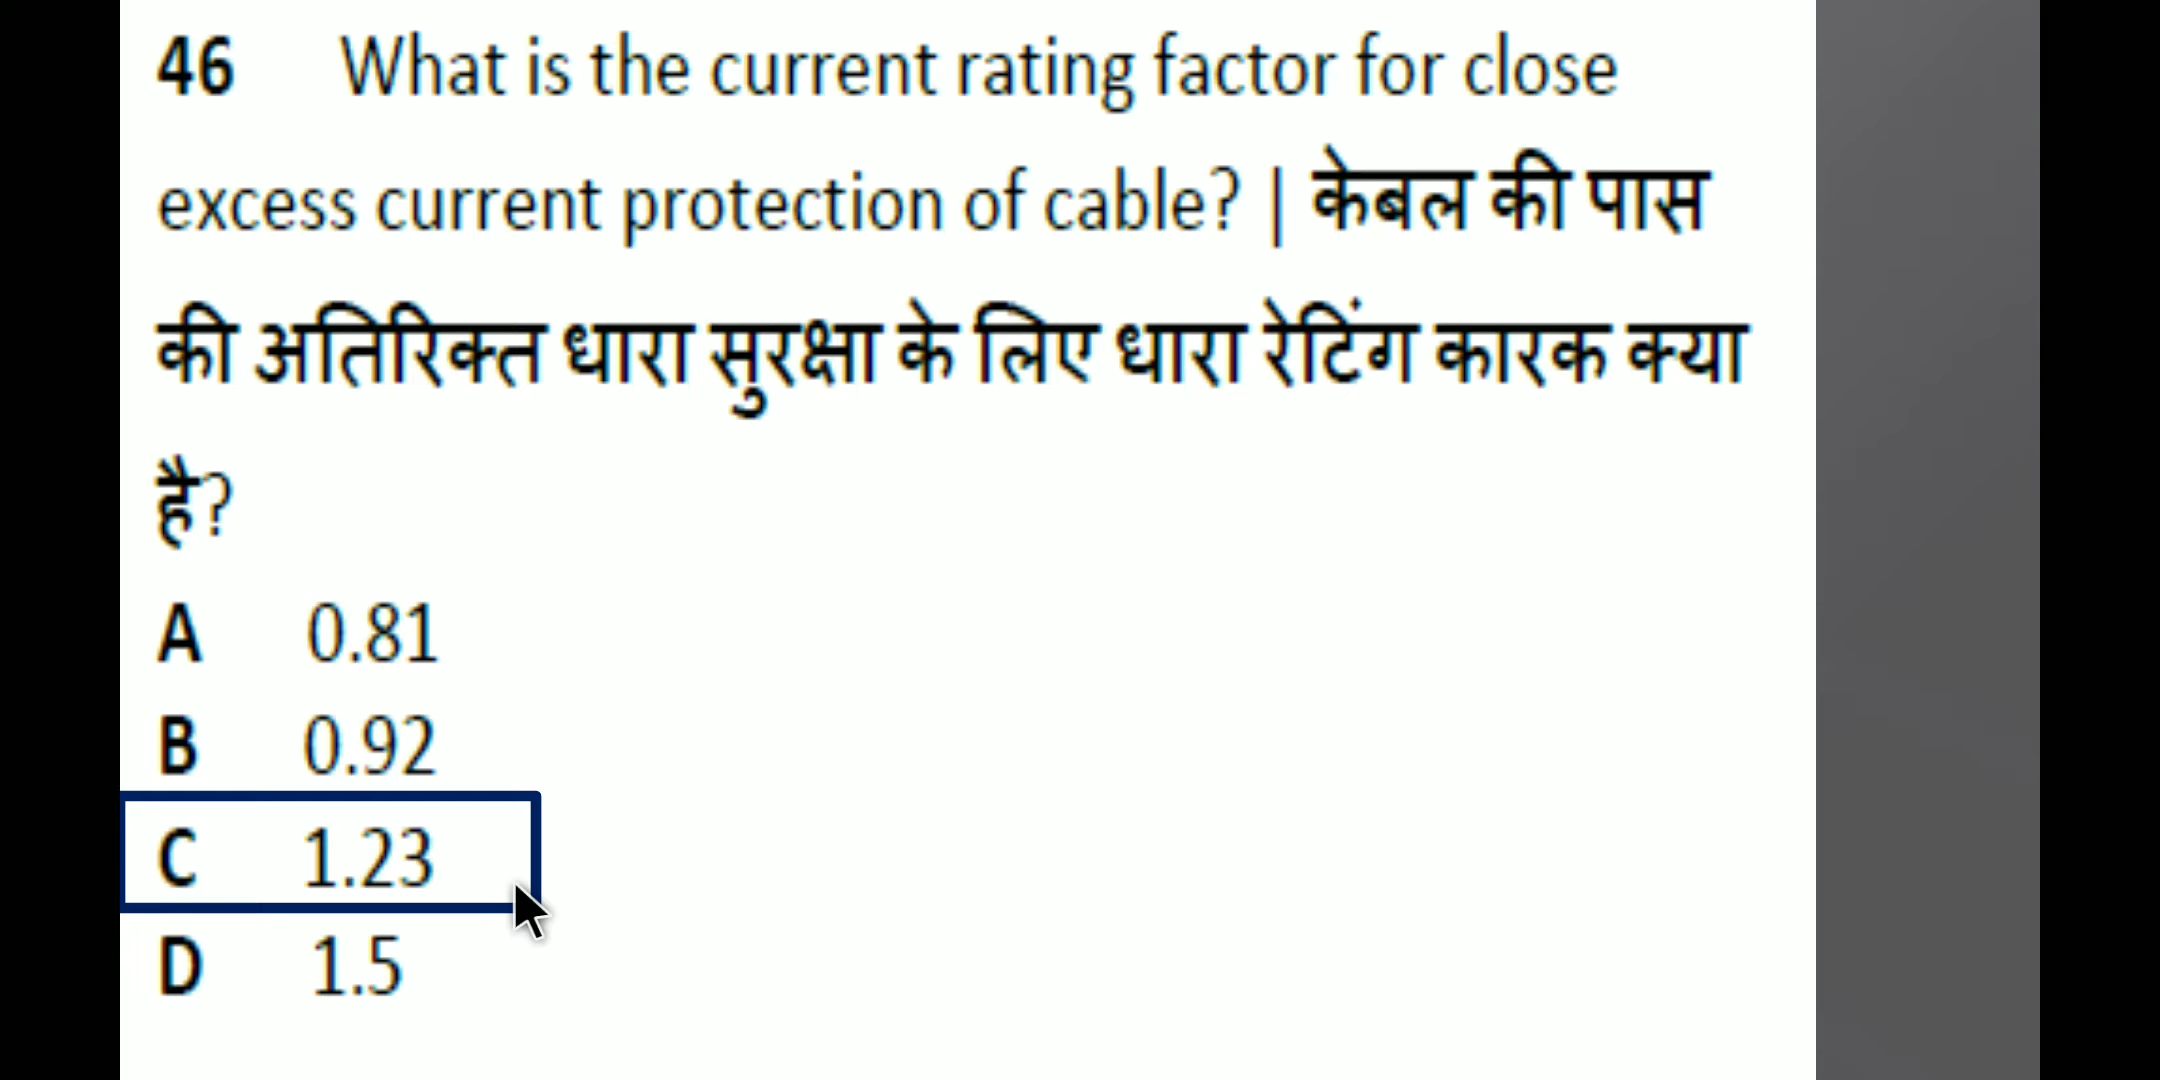 46 What is the current rating factor for close
excess current protection of cable? | केबल की पास
की अतिरिक्त धारा सुरक्षा के लिए धारा रेटिंग कारक क्या
है?
A 0.81
B 0.92
C 1.23
D 1.5